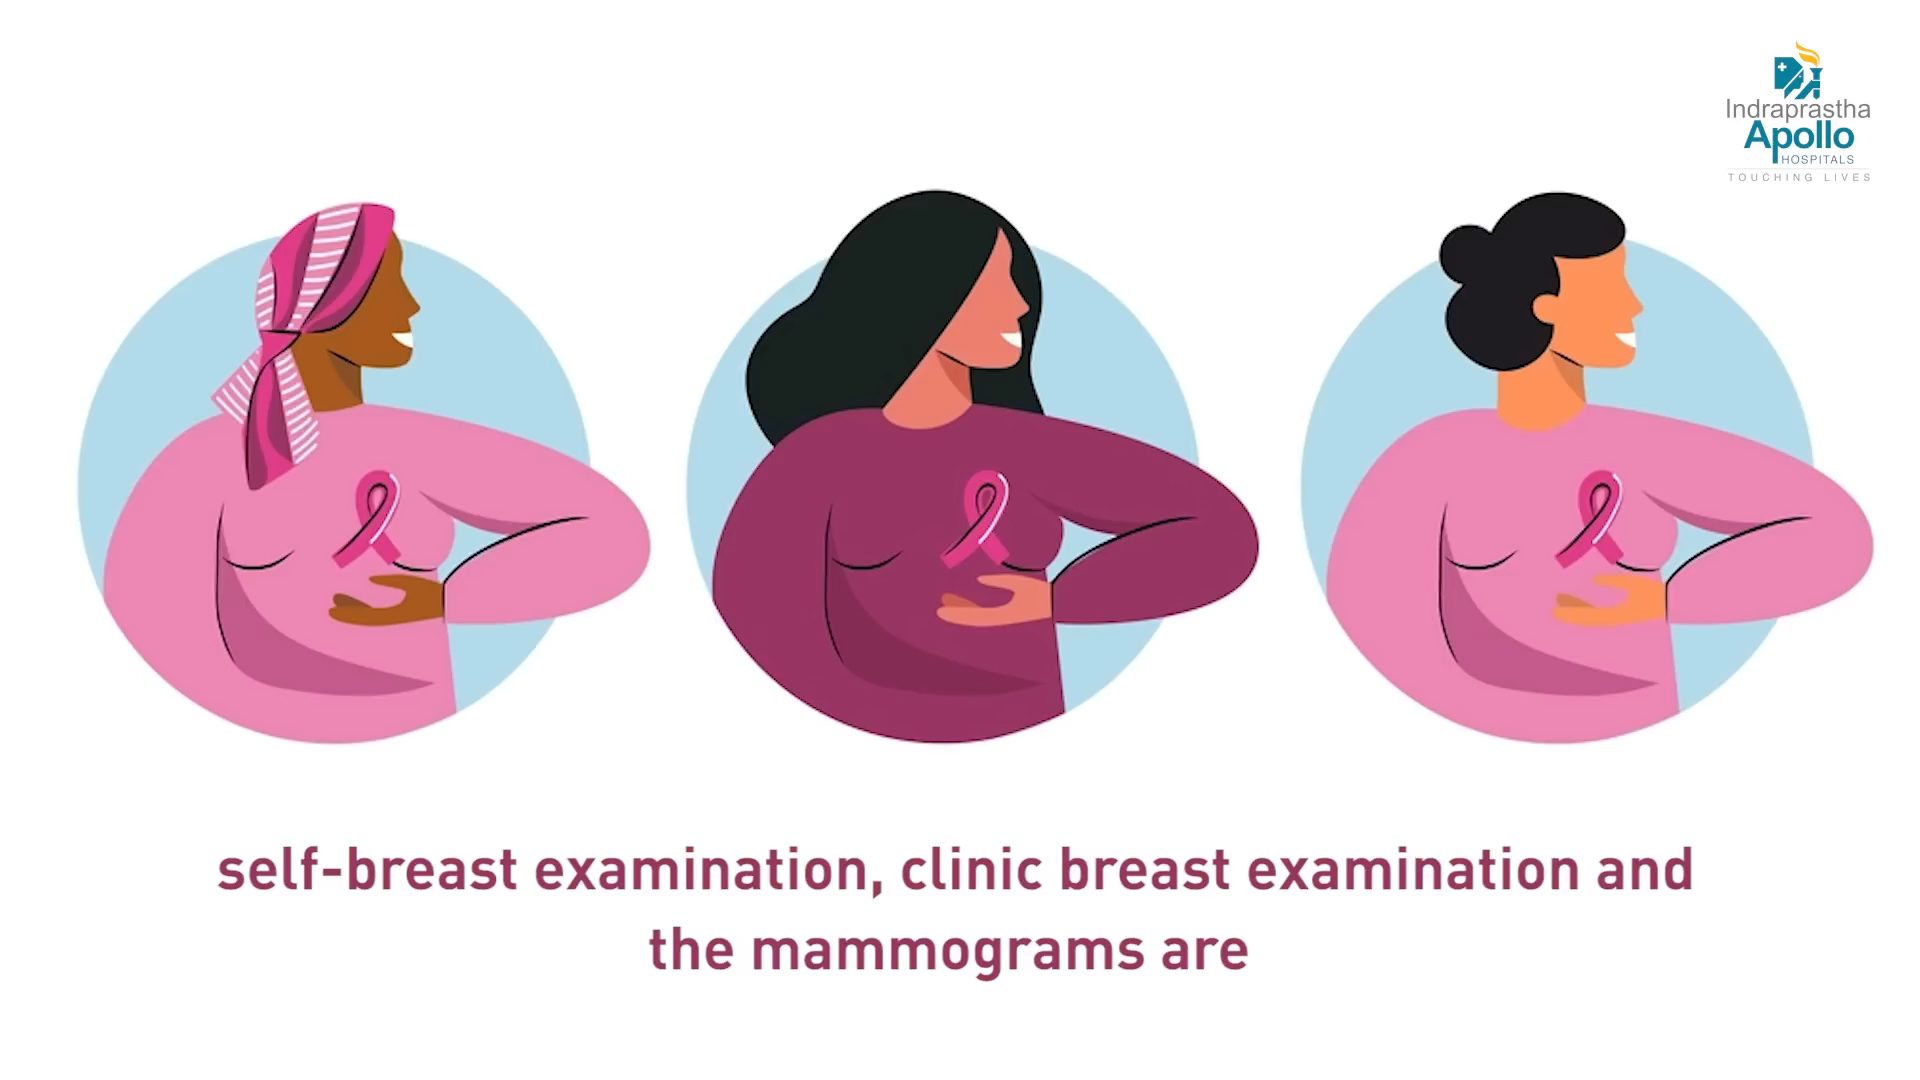 Indraprastha
Apollo
HOSPITALS
TOUCHING LIVES
self-breast examination, clinic breast examination and
the mammograms are